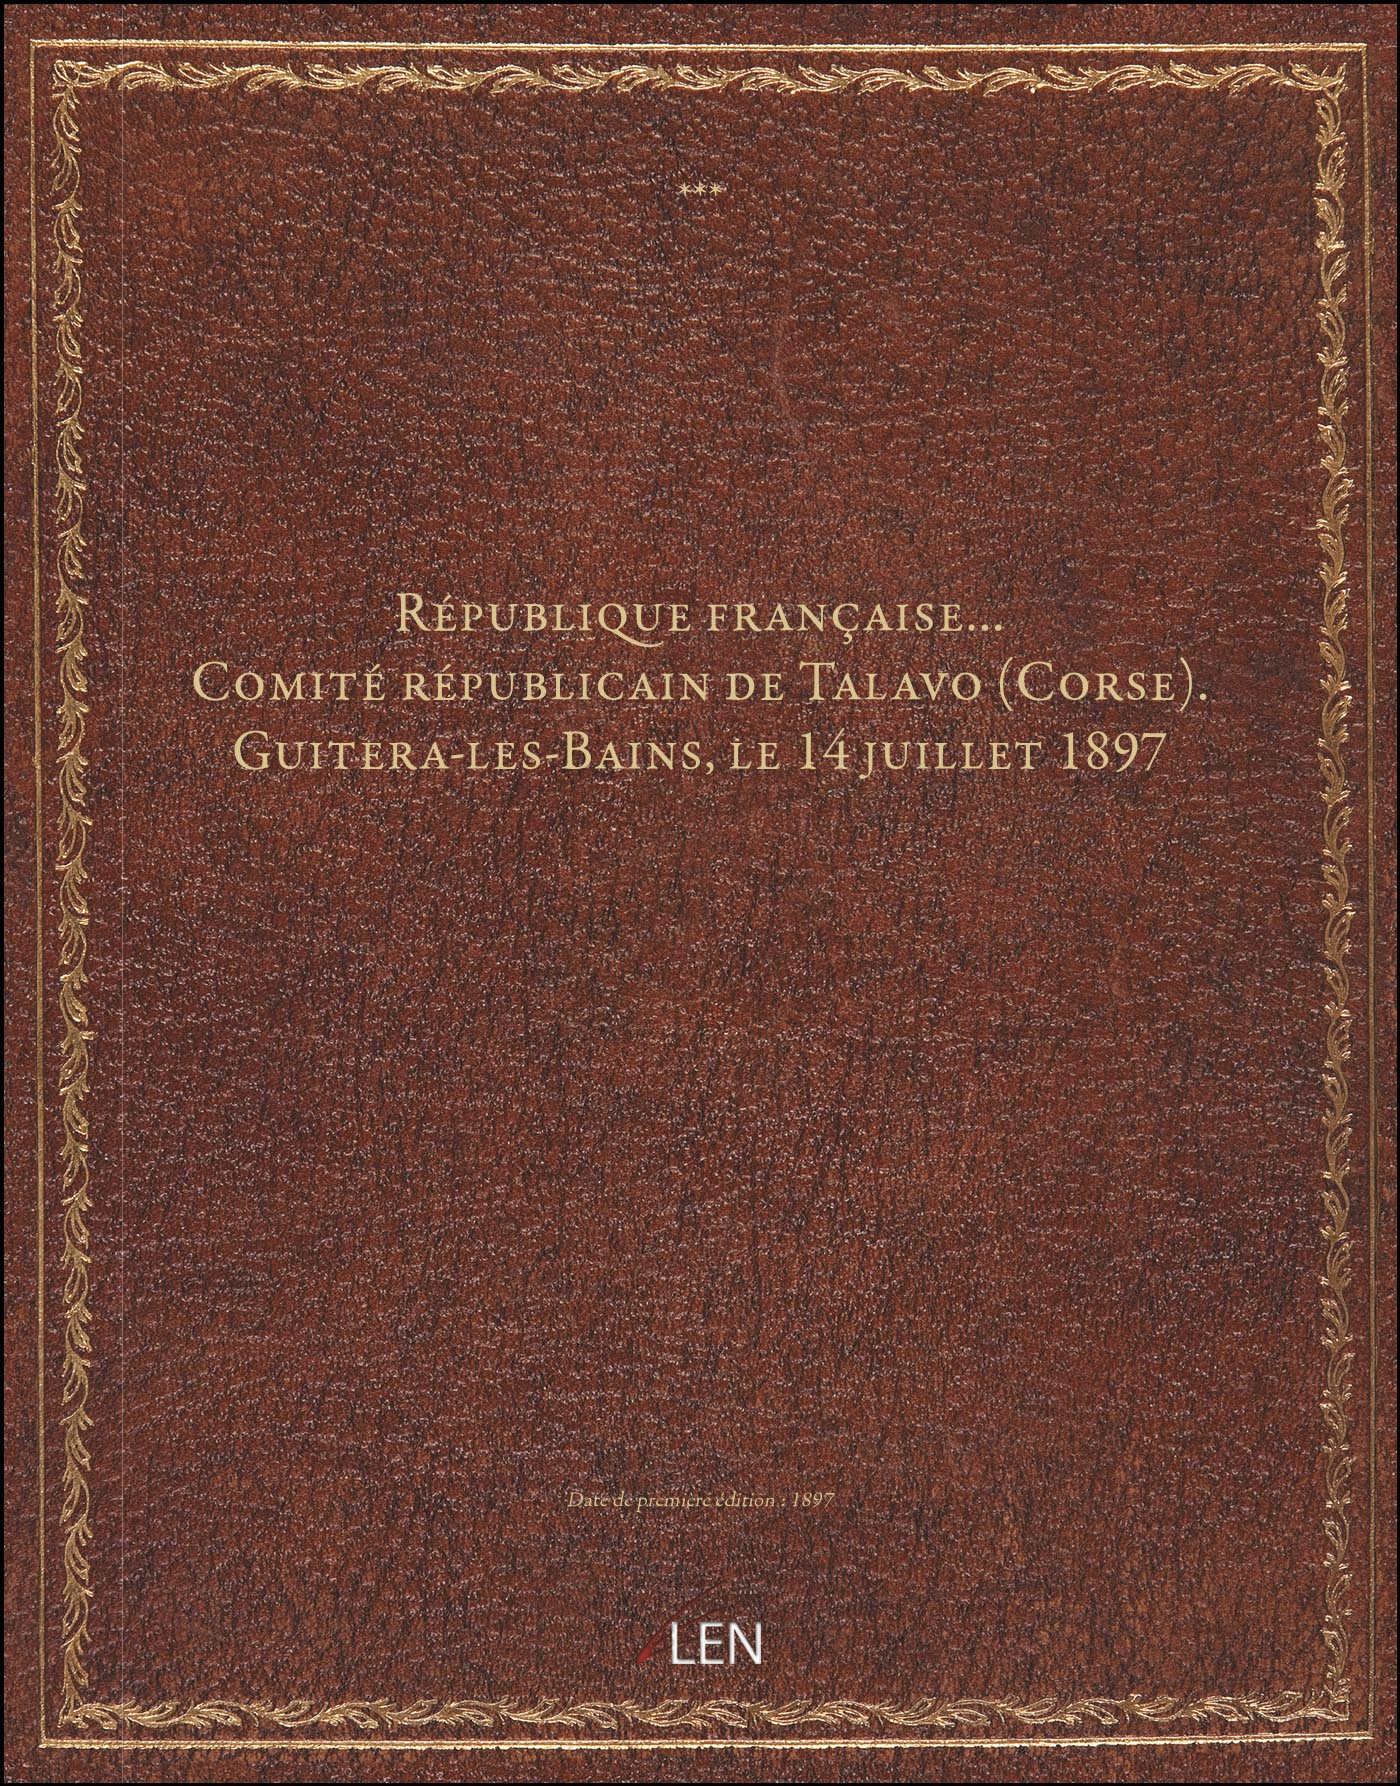 ***
République française...
Comité républicain de Talavo (Corse).
Guitera-les-Bains, le 14 juillet 1897
Date de première édition : 1897
LEN